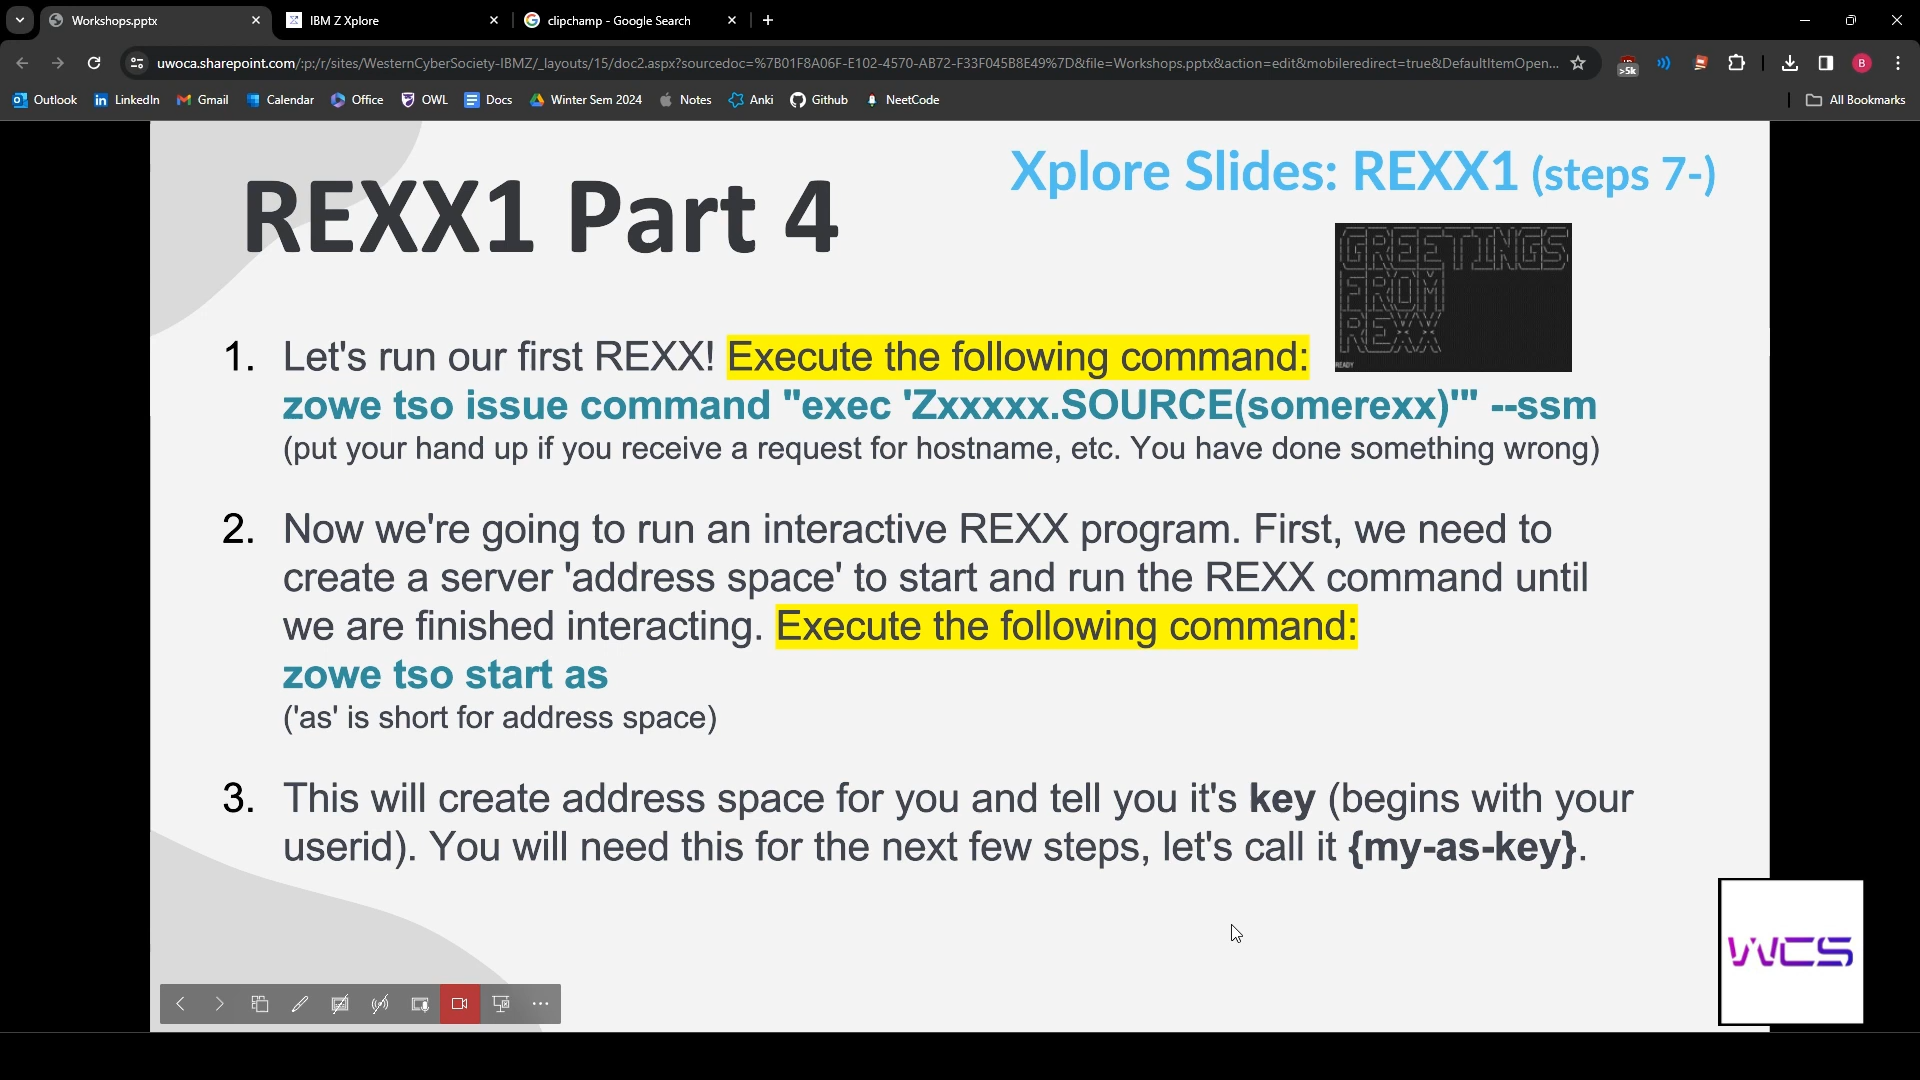 Workshops.pptx
IBM Z Xplore
clipchamp - Google Search
uwoca.sharepoint.com/:p:/r/sites/WesternCyberSociety-IBMZ/_layouts/15/doc2.aspx?sourcedoc=%7B01F8A06F-E102-4570-AB72-F33F045B8E49%7D&file=Workshops.pptx&action=edit&mobileredirect=true&DefaultItemOpen...
>5k
B
Outlook LinkedIn Gmail Calendar Office OWL Docs Winter Sem 2024 Notes Anki Github NeetCode All Bookmarks
Xplore Slides: REXX1 (steps 7-)
REXX1 Part 4
GREETINGS
FROM
REXX
READY
1. Let's run our first REXX! Execute the following command:
zowe tso issue command "exec 'Zxxxxx.SOURCE(somerexx)'" --ssm
(put your hand up if you receive a request for hostname, etc. You have done something wrong)
2. Now we're going to run an interactive REXX program. First, we need to
create a server 'address space' to start and run the REXX command until
we are finished interacting. Execute the following command:
zowe tso start as
('as' is short for address space)
3. This will create address space for you and tell you it's key (begins with your
userid). You will need this for the next few steps, let's call it {my-as-key}.
WCS